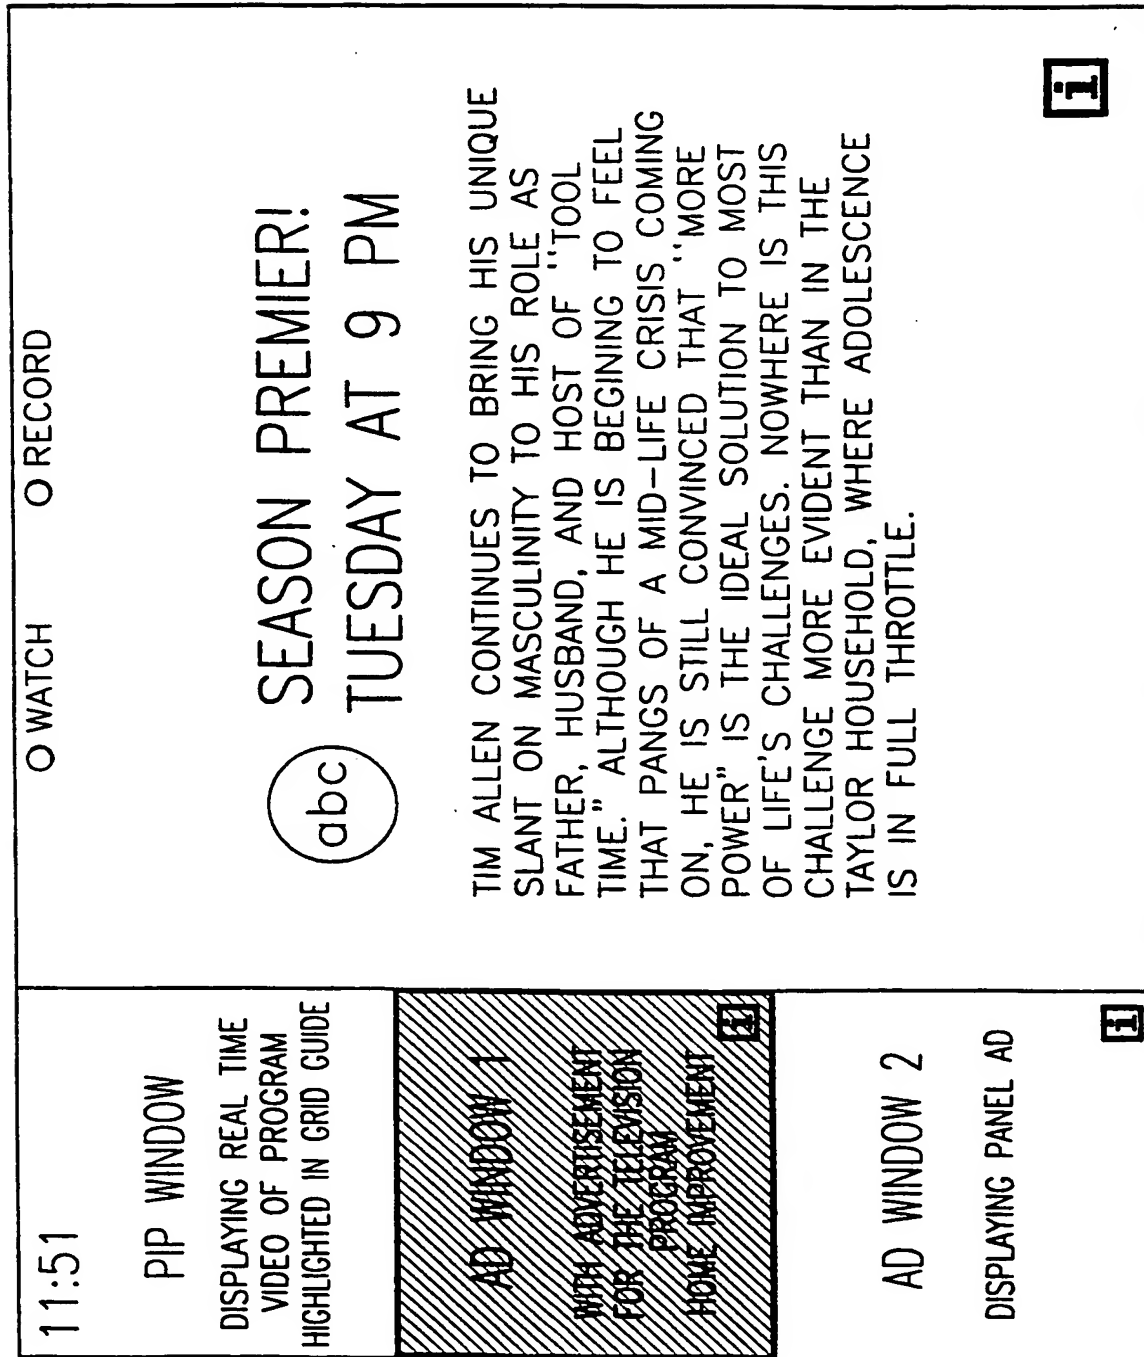 11:51
PIP WINDOW
DISPLAYING REAL TIME
VIDEO OF PROGRAM
HIGHLIGHTED IN GRID GUIDE
AD WINDOW 1
WITH ADVERTISEMENT
FOR THE TELEVISION
PROGRAM
HOME IMPROVEMENT
i
AD WINDOW 2
DISPLAYING PANEL AD
i
O WATCH O RECORD
abc
SEASON PREMIER!
TUESDAY AT 9 PM
TIM ALLEN CONTINUES TO BRING HIS UNIQUE
SLANT ON MASCULINITY TO HIS ROLE AS
FATHER, HUSBAND, AND HOST OF ''TOOL
TIME." ALTHOUGH HE IS BEGINING TO FEEL
THAT PANGS OF A MID-LIFE CRISIS COMING
ON, HE IS STILL CONVINCED THAT ''MORE
POWER" IS THE IDEAL SOLUTION TO MOST
OF LIFE'S CHALLENGES. NOWHERE IS THIS
CHALLENGE MORE EVIDENT THAN IN THE
TAYLOR HOUSEHOLD, WHERE ADOLESCENCE
IS IN FULL THROTTLE.
i